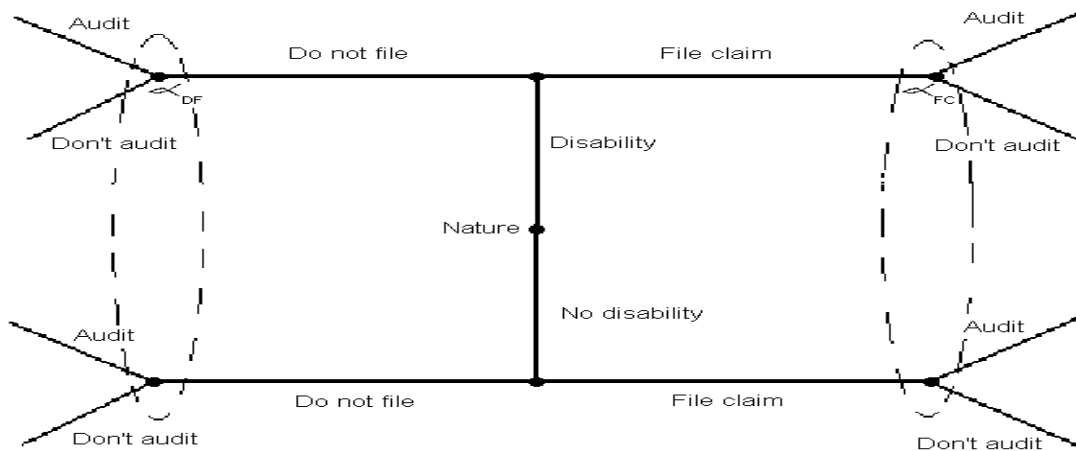 Audit
Audit
Do not file
File claim
DF
FC
Don't audit
Disability
Don't audit
Nature
No disability
Audit
Audit
Do not file
File claim
Don't audit
Don't audit